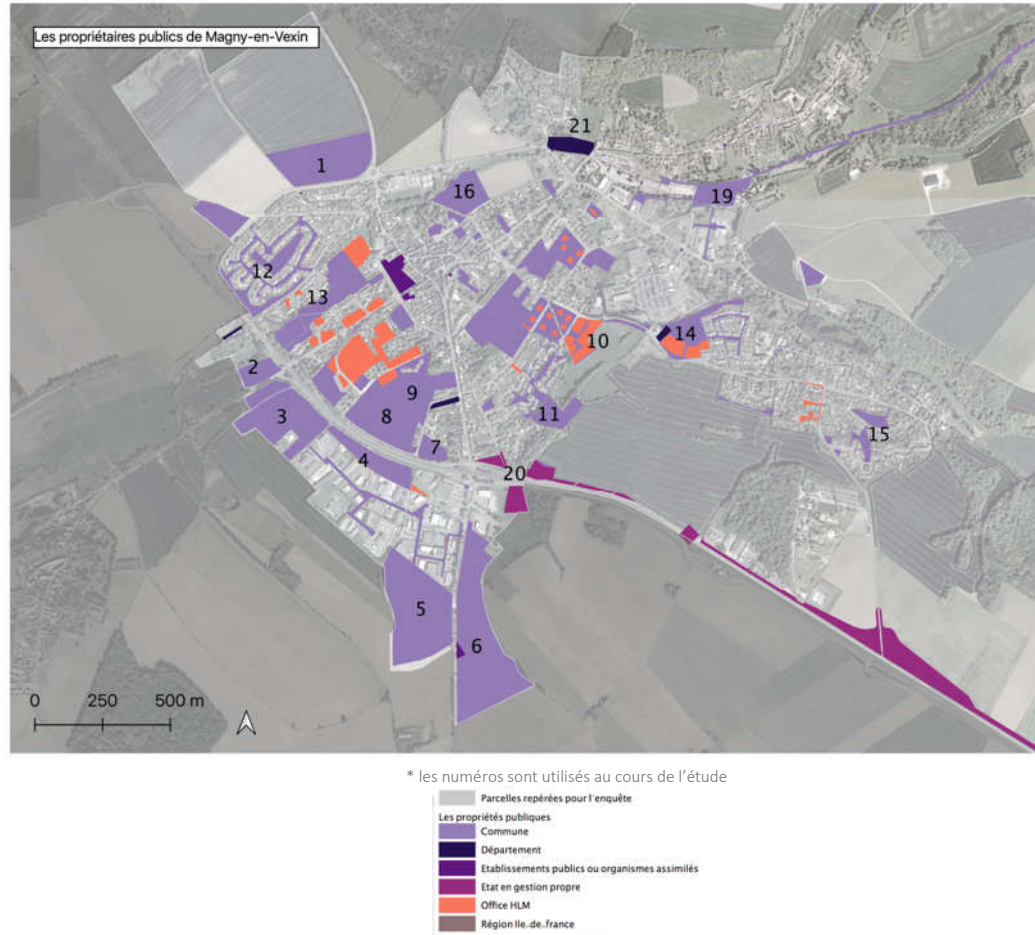 Les propriétaires publics de Magny-en-Vexin
21
1
16
19
12
13
14
10
2
9
3
8
11
15
7
4
20
5
6
0 250 500 m
* les numéros sont utilisés au cours de l'étude
Parcelles repérées pour l'enquête
Les propriétés publiques
Commune
Département
Etablissements publics ou organismes assimilés
Etat en gestion propre
Office HLM
Région Ile.de.france